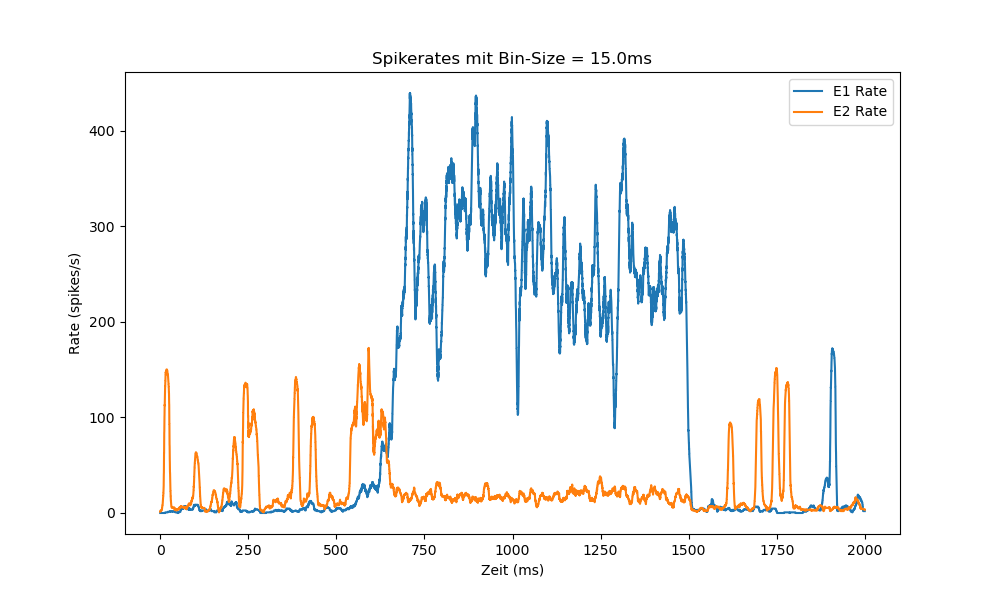 Spikerates mit Bin-Size = 15.0ms
E1 Rate
E2 Rate
Rate (spikes/s)
400
300
200
100
0
0
250
500
750
1000
1250
1500
1750
2000
Zeit (ms)